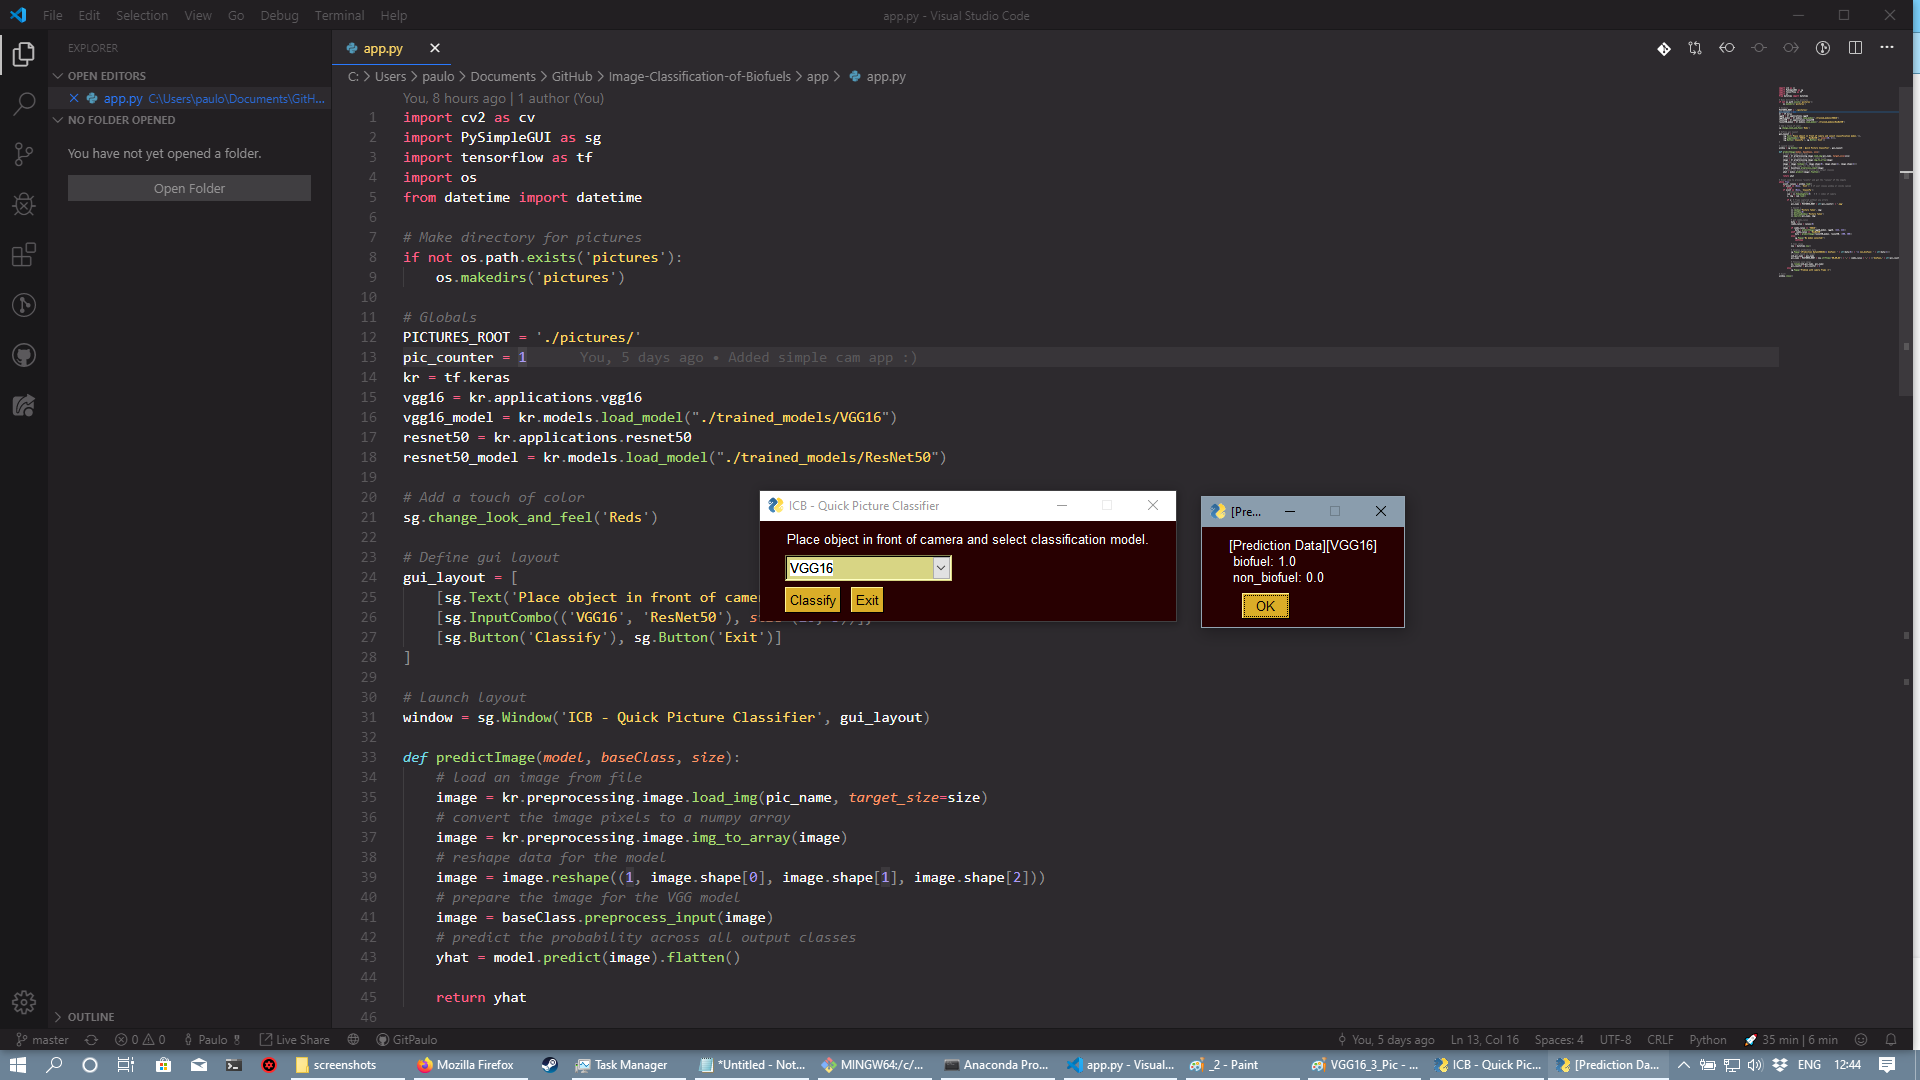 File Edit Selection View Go Debug Terminal Help
app.py - Visual Studio Code
EXPLORER
OPEN EDITORS
app.py C:\Users\paulo\Documents\GitH...
NO FOLDER OPENED
You have not yet opened a folder.
Open Folder
OUTLINE
app.py
C: > Users > paulo > Documents > GitHub > Image-Classification-of-Biofuels > app > app.py
You, 8 hours ago | 1 author (You)
1 import cv2 as cv
2 import PySimpleGUI as sg
3 import tensorflow as tf
4 import os
5 from datetime import datetime
6
7 # Make directory for pictures
8 if not os.path.exists('pictures'):
9 os.makedirs('pictures')
10
11 # Globals
12 PICTURES_ROOT = './pictures/'
13 pic_counter = 1 You, 5 days ago • Added simple cam app :)
14 kr = tf.keras
15 vgg16 = kr.applications.vgg16
16 vgg16_model = kr.models.load_model("./trained_models/VGG16")
17 resnet50 = kr.applications.resnet50
18 resnet50_model = kr.models.load_model("./trained_models/ResNet50")
19
20 # Add a touch of color
21 sg.change_look_and_feel('Reds')
22
23 # Define gui layout
24 gui_layout = [
25 [sg.Text('Place object in front of camer
26 [sg.InputCombo(('VGG16', 'ResNet50'),
27 [sg.Button('Classify'), sg.Button('Exit')]
28 ]
29
30 # Launch layout
31 window = sg.Window('ICB - Quick Picture Classifier', gui_layout)
32
33 def predictImage(model, baseClass, size):
34 # load an image from file
35 image = kr.preprocessing.image.load_img(pic_name, target_size=size)
36 # convert the image pixels to a numpy array
37 image = kr.preprocessing.image.img_to_array(image)
38 # reshape data for the model
39 image = image.reshape((1, image.shape[0], image.shape[1], image.shape[2]))
40 # prepare the image for the VGG model
41 image = baseClass.preprocess_input(image)
42 # predict the probability across all output classes
43 yhat = model.predict(image).flatten()
44
45 return yhat
46
ICB - Quick Picture Classifier
Place object in front of camera and select classification model.
VGG16
Classify Exit
[Pre...
[Prediction Data][VGG16]
biofuel: 1.0
non_biofuel: 0.0
OK
master 0 0 Paulo Live Share GitPaulo You, 5 days ago Ln 13, Col 16 Spaces: 4 UTF-8 CRLF Python 35 min | 6 min
screenshots Mozilla Firefox Task Manager *Untitled - Not... MINGW64:/c/... Anaconda Pro... app.py - Visual... _2 - Paint VGG16_3_Pic - ... ICB - Quick Pic... [Prediction Da... ENG 12:44